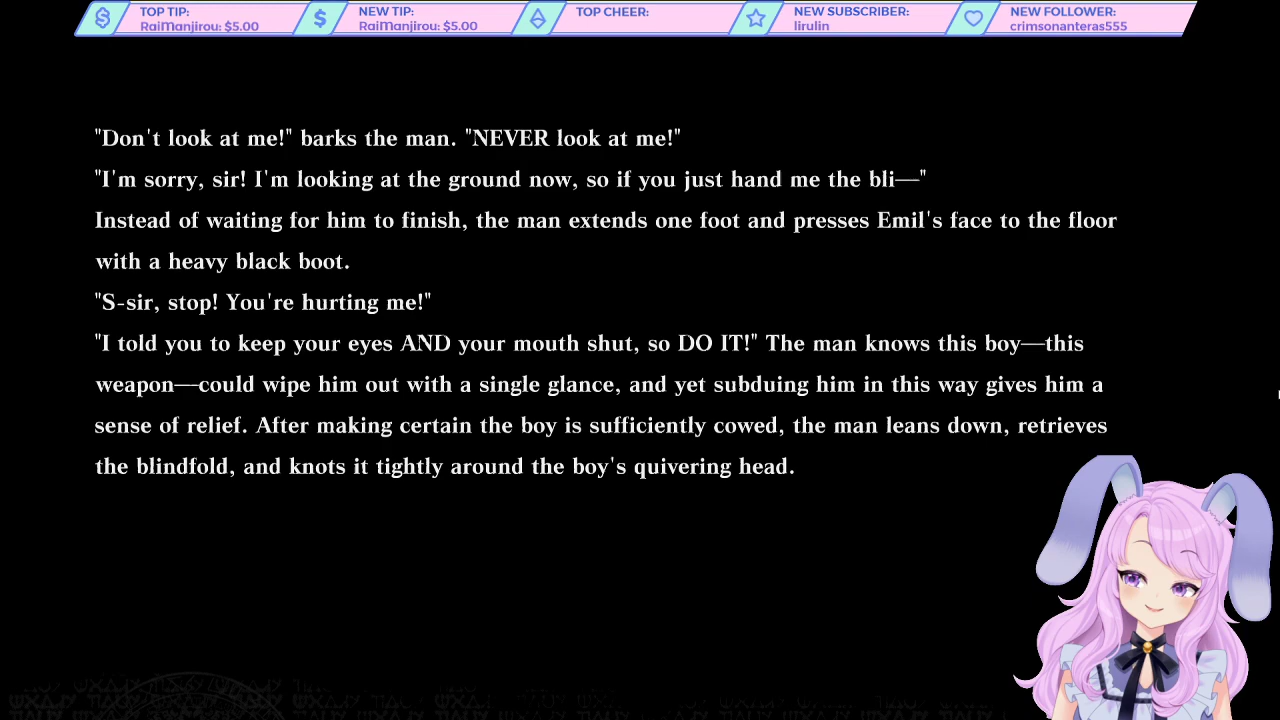 TOP TIP:
RaiManjirou: $5.00
NEW TIP:
RaiManjirou: $5.00
TOP CHEER:
NEW SUBSCRIBER:
lirulin
NEW FOLLOWER:
crimsonanteras555
"Don't look at me!" barks the man. "NEVER look at me!"
"I'm sorry, sir! I'm looking at the ground now, so if you just hand me the bli—"
Instead of waiting for him to finish, the man extends one foot and presses Emil's face to the floor
with a heavy black boot.
"S-sir, stop! You're hurting me!"
"I told you to keep your eyes AND your mouth shut, so DO IT!" The man knows this boy—this
weapon—could wipe him out with a single glance, and yet subduing him in this way gives him a
sense of relief. After making certain the boy is sufficiently cowed, the man leans down, retrieves
the blindfold, and knots it tightly around the boy's quivering head.